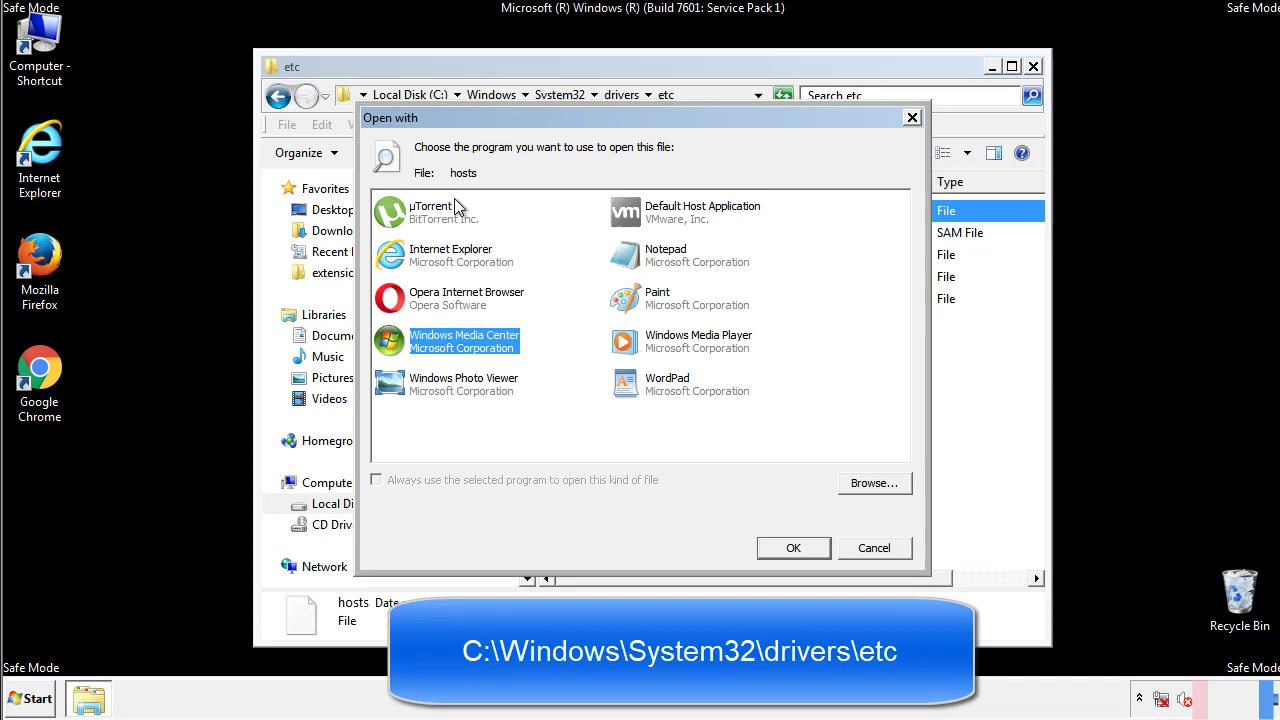 Safe Mode
Microsoft (R) Windows (R) (Build 7601: Service Pack 1)
Safe Mode
Computer -
Shortcut
Internet
Explorer
Mozilla
Firefox
Google
Chrome
etc
Local Disk (C:) Windows System32 drivers etc
Search etc
File Edit
Organize
Type
Favorites
Desktop
Recent
Libraries
Music
Pictures
Videos
Network
File
SAM File
File
File
File
Open with
Choose the program you want to use to open this file:
File: hosts
µTorrent
BitTorrent Inc.
Default Host Application
VMware, Inc.
Internet Explorer
Microsoft Corporation
Notepad
Microsoft Corporation
Opera Internet Browser
Opera Software
Paint
Microsoft Corporation
Windows Media Center
Microsoft Corporation
Windows Media Player
Microsoft Corporation
Windows Photo Viewer
Microsoft Corporation
WordPad
Microsoft Corporation
Always use the selected program to open this kind of file
Browse...
OK
Cancel
hosts
File
C:\Windows\System32\drivers\etc
Recycle Bin
Safe Mode
Safe Mode
Start